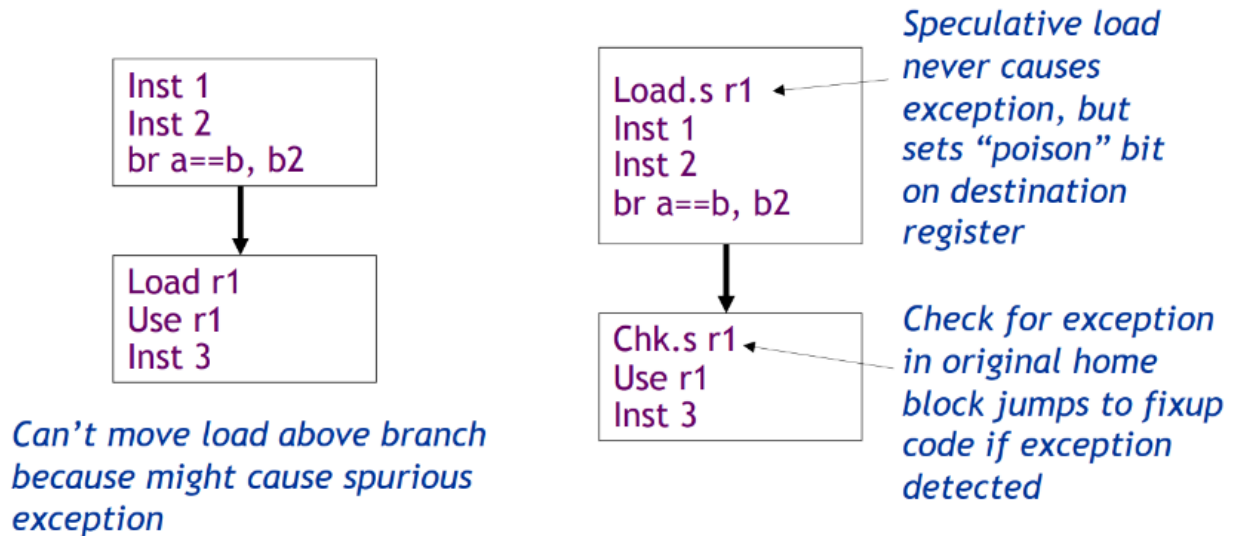 Inst 1
Inst 2
br a==b, b2
Load r1
Use r1
Inst 3
Can't move load above branch
because might cause spurious
exception
Load.s r1
Inst 1
Inst 2
br a==b, b2
Speculative load
never causes
exception, but
sets “poison” bit
on destination
register
Chk.s r1
Use r1
Inst 3
Check for exception
in original home
block jumps to fixup
code if exception
detected